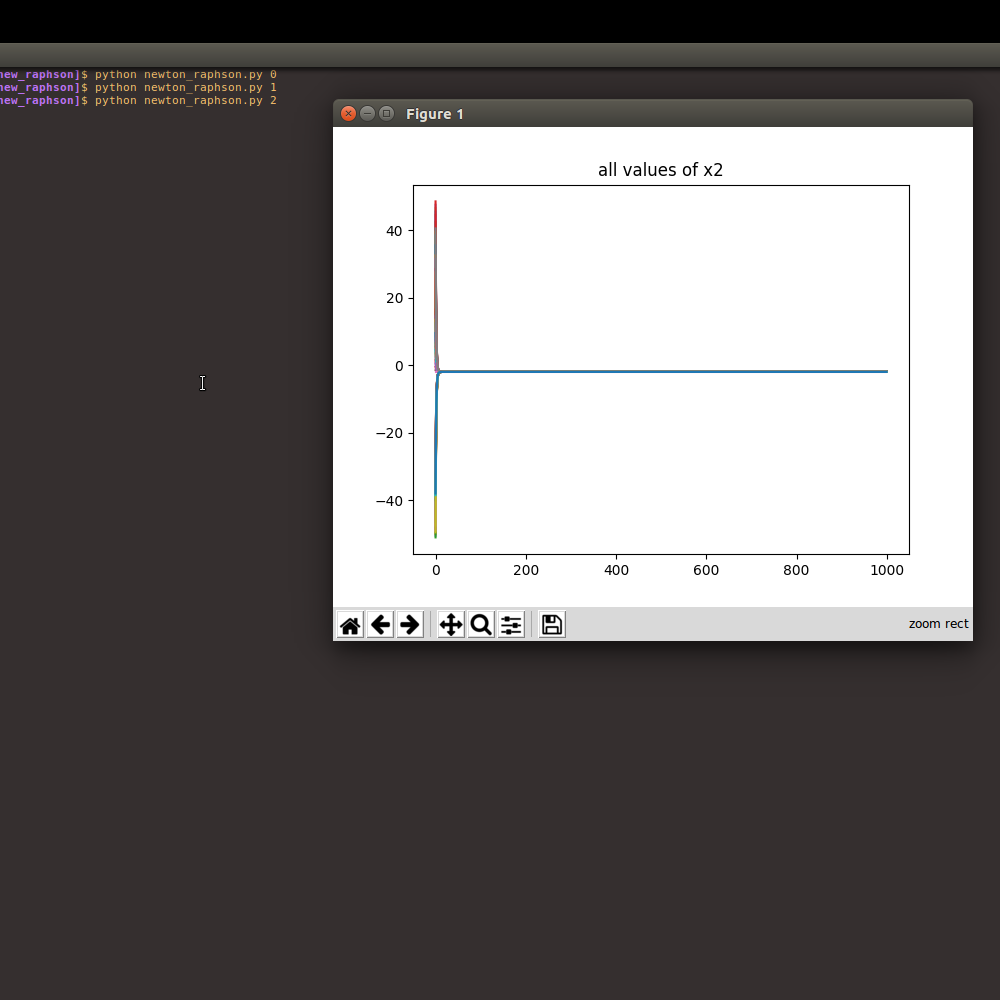 new_raphson]$ python newton_raphson.py 0
new_raphson]$ python newton_raphson.py 1
new_raphson]$ python newton_raphson.py 2
Figure 1
all values of x2
40
20
0
−20
−40
0 200 400 600 800 1000
zoom rect